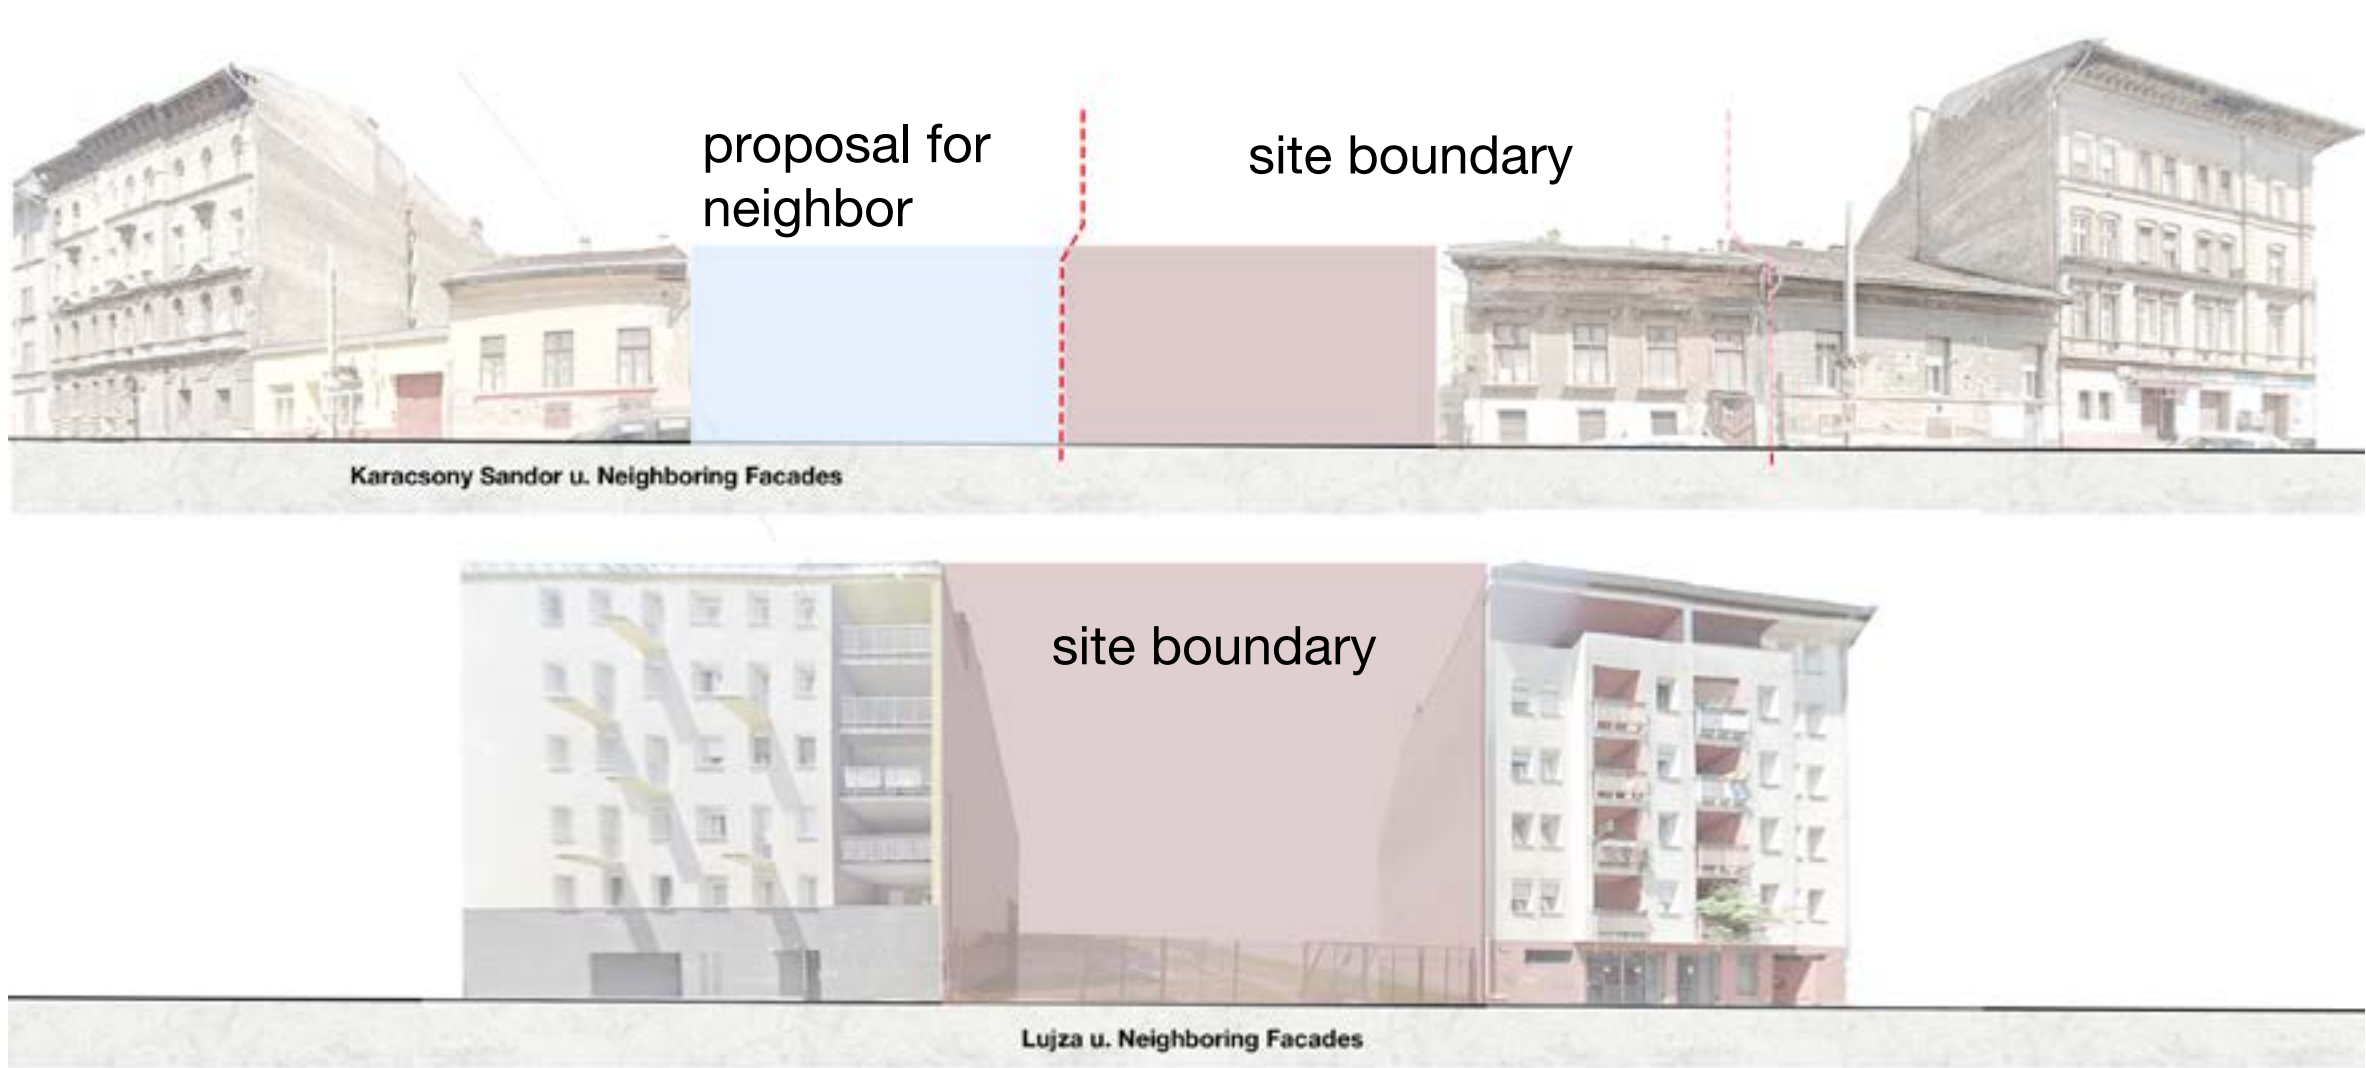 proposal for
neighbor
site boundary
Karacsony Sandor u. Neighboring Facades
site boundary
Lujza u. Neighboring Facades